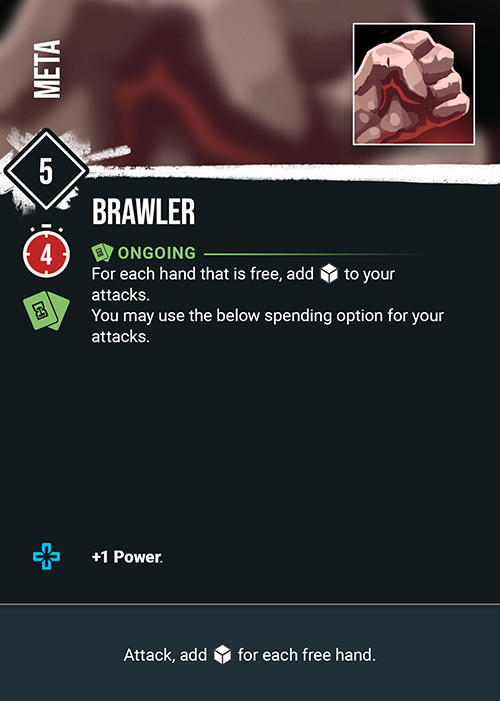 META
5
BRAWLER
4
ONGOING
For each hand that is free, add to your
attacks.
You may use the below spending option for your
attacks.
+1 Power.
Attack, add for each free hand.